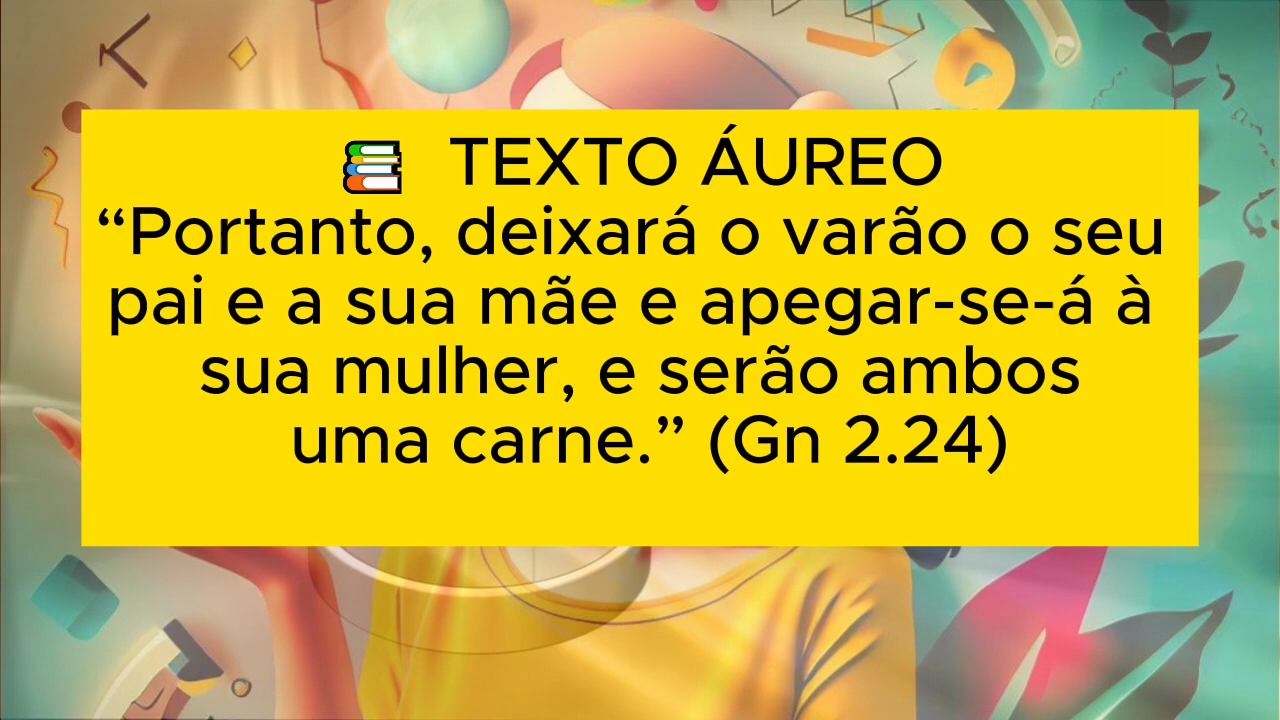 📚 TEXTO ÁUREO
“Portanto, deixará o varão o seu
pai e a sua mãe e apegar-se-á à
sua mulher, e serão ambos
uma carne.” (Gn 2.24)